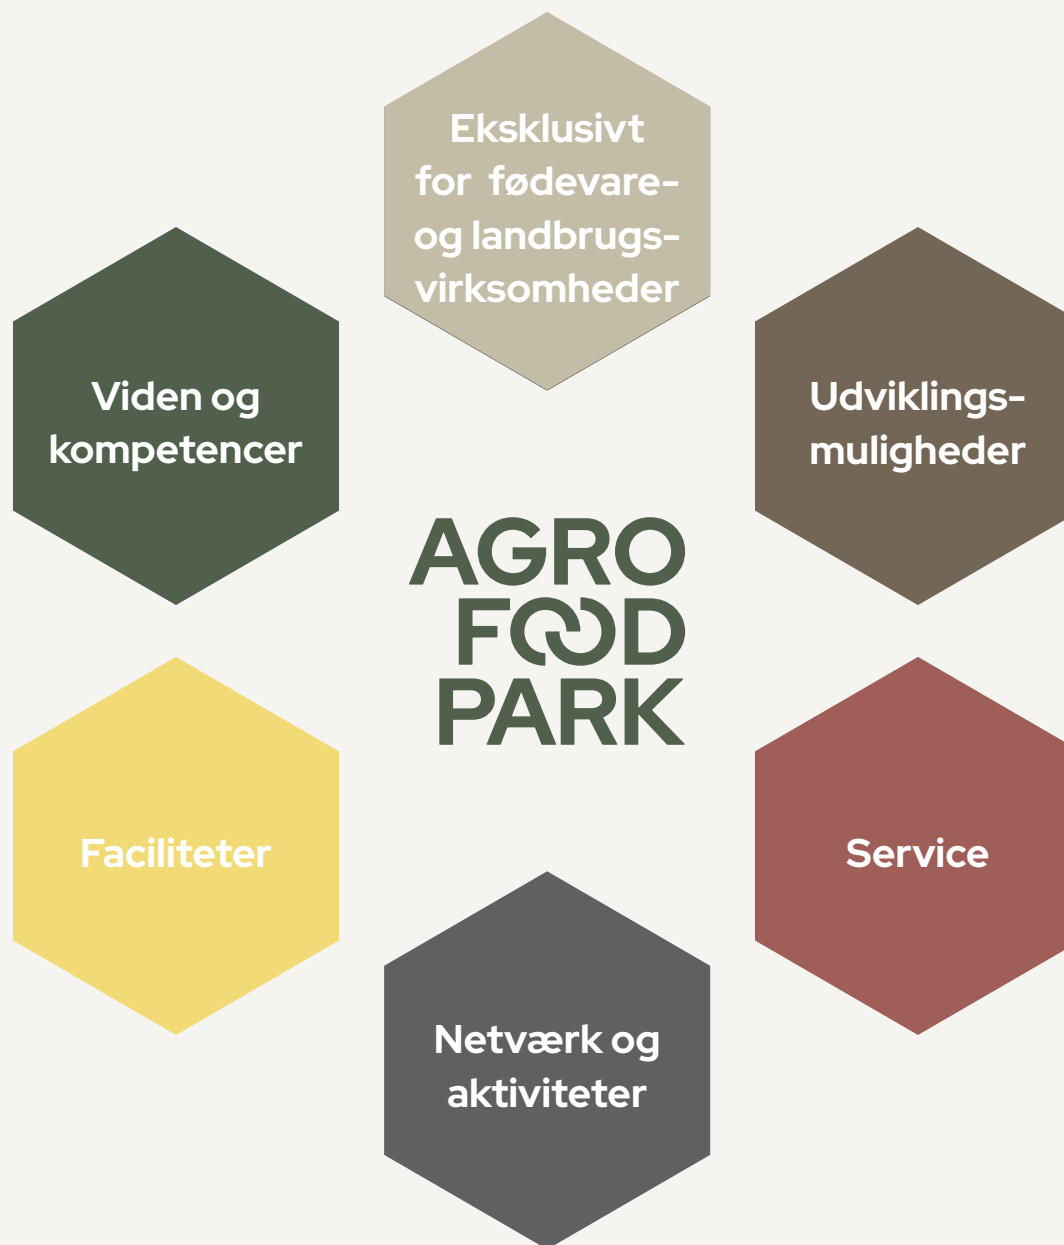 Eksklusivt
for fødevare-
og landbrugs-
virksomheder
Viden og
kompetencer
Udviklings-
muligheder
AGRO
FOOD
PARK
Faciliteter
Service
Netværk og
aktiviteter